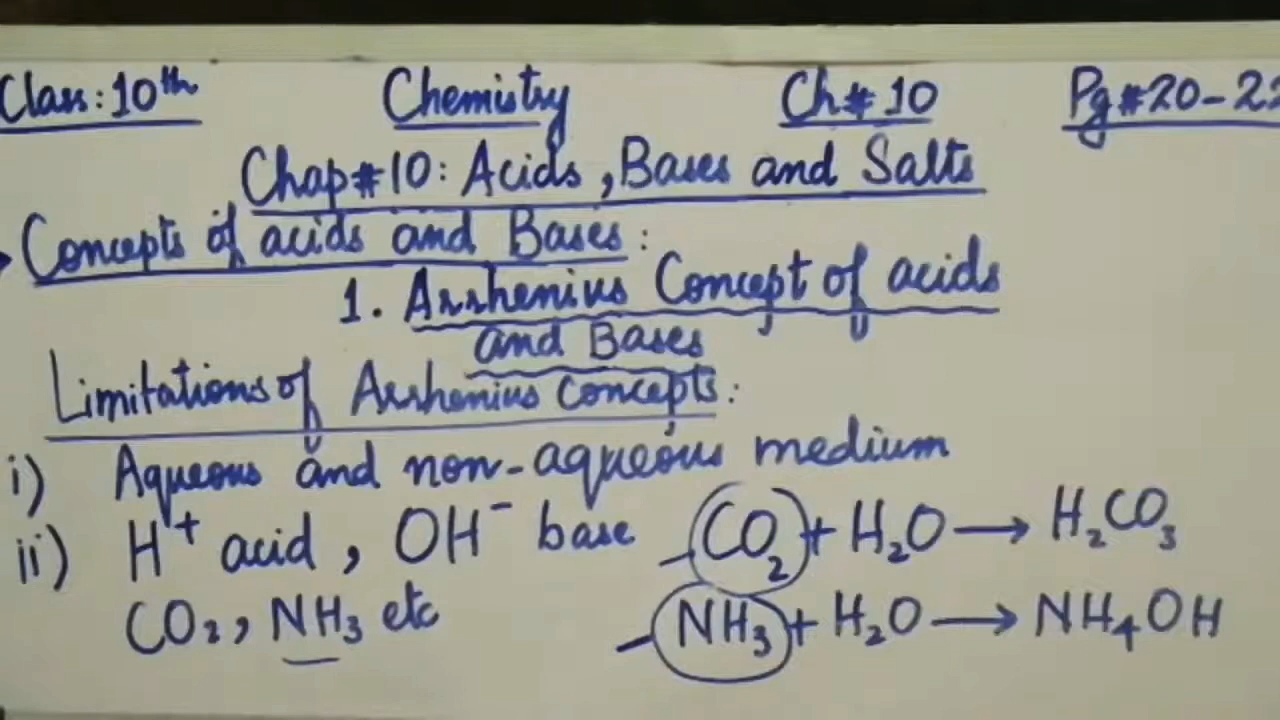 Class: 10th Chemistry Ch# 10 Pg#20-22
Chap#10: Acids, Bases and Salts
Concepts of acids and Bases:
1. Arrhenius Concept of acids
and Bases
Limitations of Arrhenius Concepts:
i) Aqueous and non-aqueous medium
ii) H⁺ acid, OH⁻ base CO₂ + H₂O → H₂CO₃
CO₂, NH₃ etc NH₃ + H₂O → NH₄OH